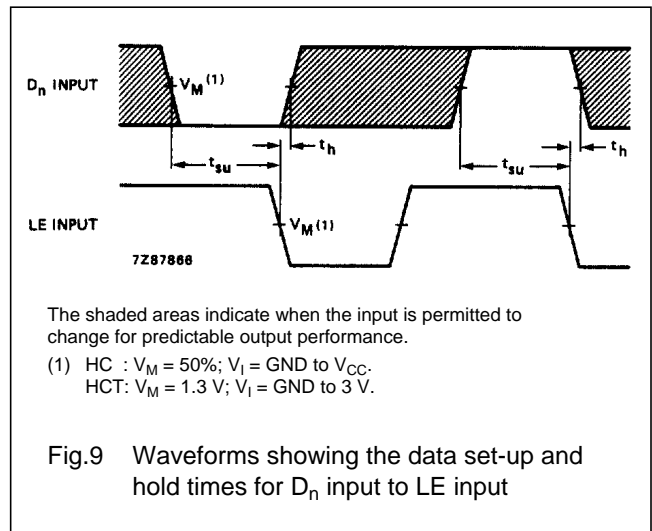 Dn INPUT
VM(1)
tsu
th
tsu
th
LE INPUT
VM(1)
7Z87866
The shaded areas indicate when the input is permitted to
change for predictable output performance.
(1) HC : VM = 50%; VI = GND to VCC.
HCT: VM = 1.3 V; VI = GND to 3 V.
Fig.9 Waveforms showing the data set-up and
hold times for Dn input to LE input